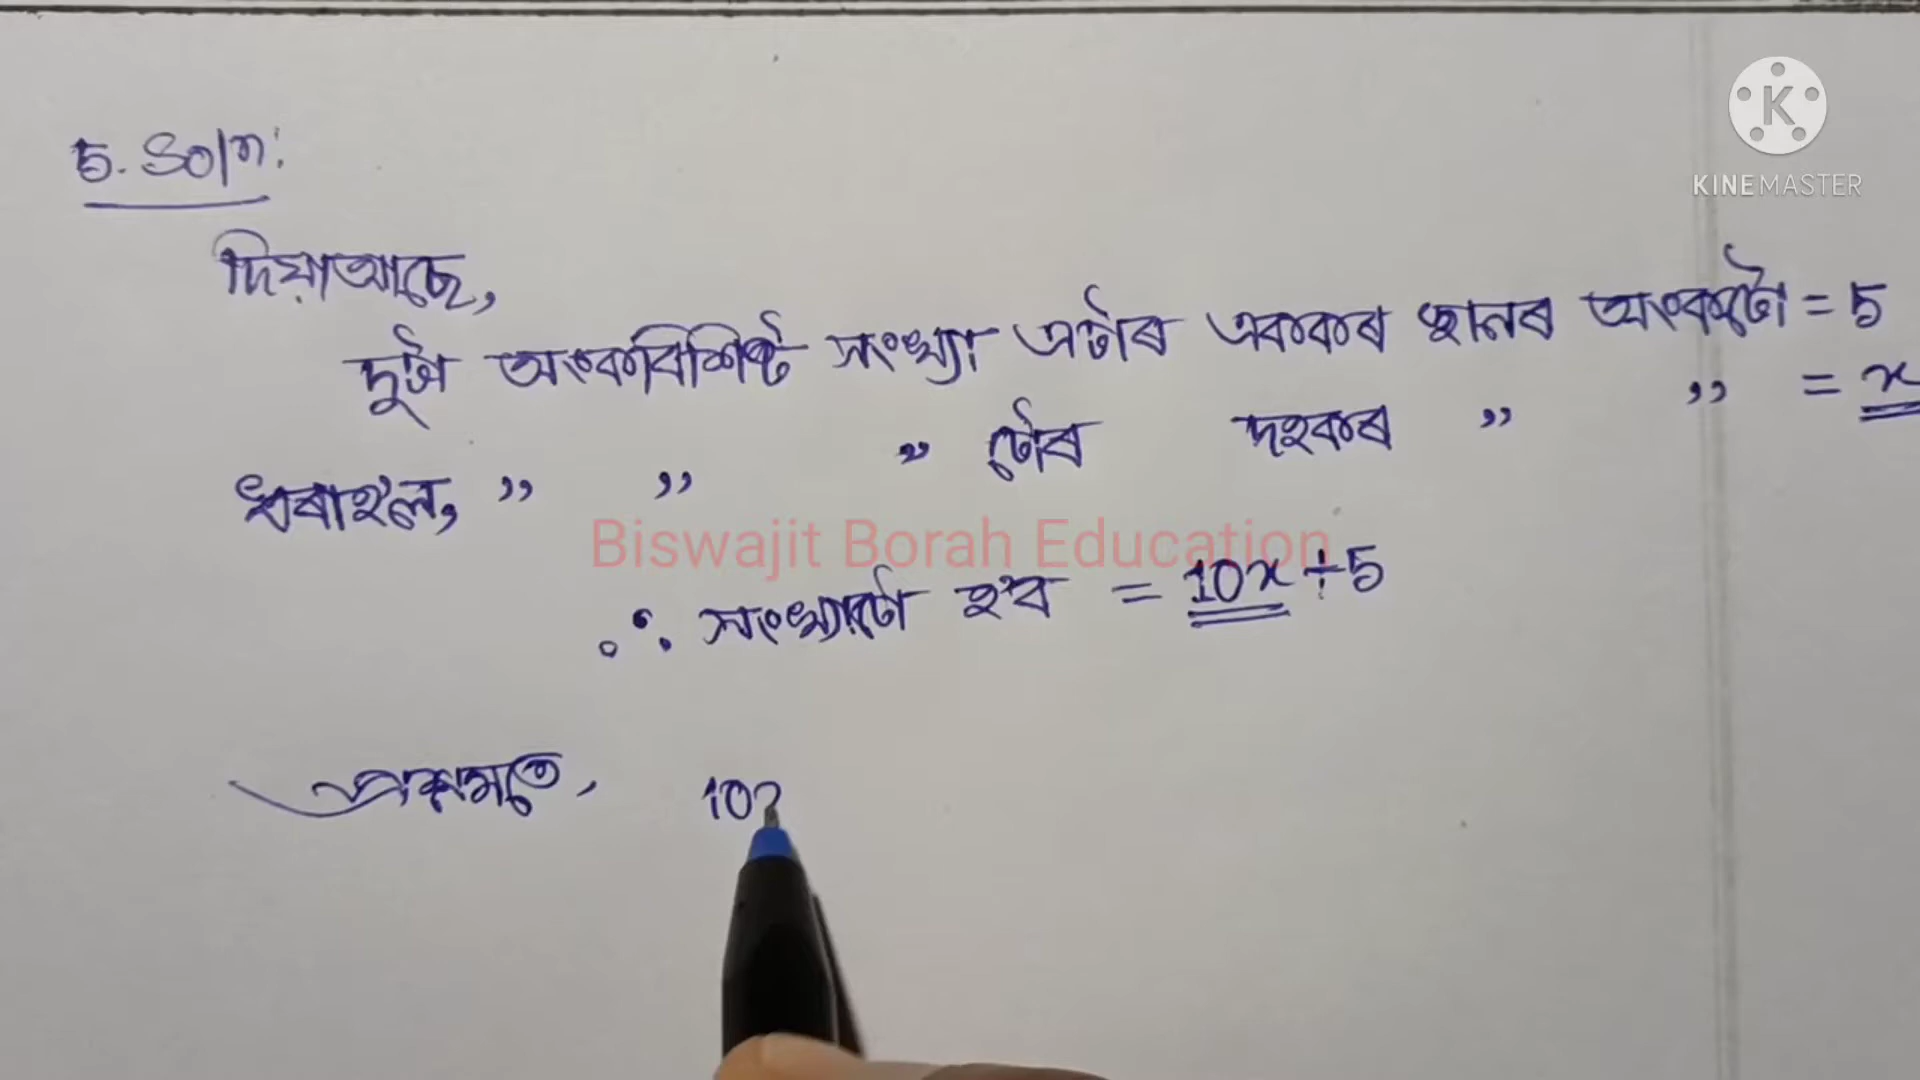 5. Soln:
দিয়াআছে,
দুটা অংকবিশিষ্ট সংখ্যা এটাৰ এককৰ স্থানৰ অংকটো = 5
ধৰাহ'ল, " " " টোৰ দহকৰ " " = x
∴ সংখ্যাটো হ'ব = 10x + 5
প্ৰশ্নমতে, 10x
Biswajit Borah Education
K
KINEMASTER